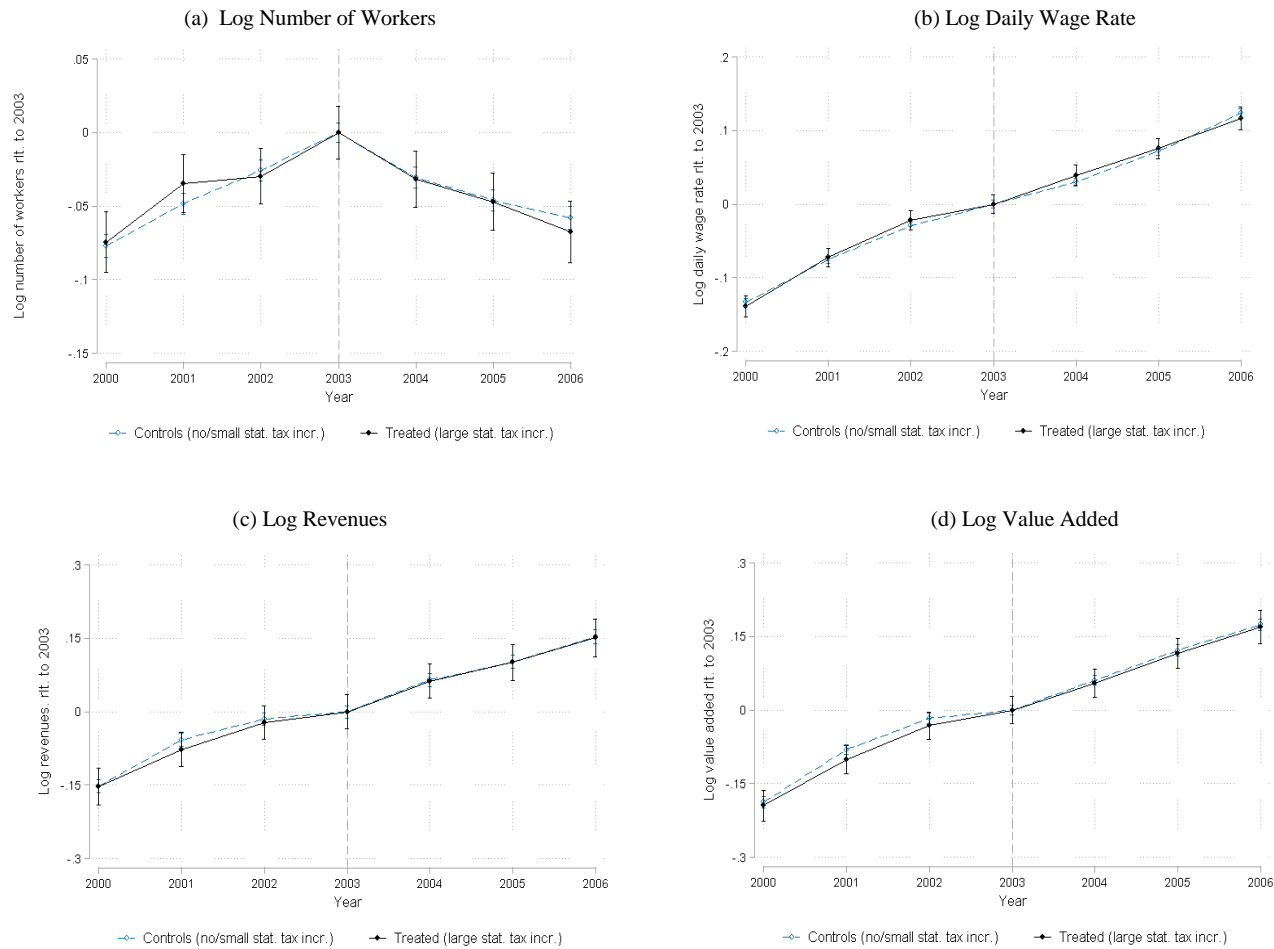 (a) Log Number of Workers
Log number of workers rlt. to 2003
.05
0
-.05
-.1
-.15
2000 2001 2002 2003 2004 2005 2006
Year
Controls (no/small stat. tax incr.) Treated (large stat. tax incr.)
(b) Log Daily Wage Rate
Log daily wage rate rlt. to 2003
.2
.1
0
-.1
-.2
2000 2001 2002 2003 2004 2005 2006
Year
Controls (no/small stat. tax incr.) Treated (large stat. tax incr.)
(c) Log Revenues
Log revenues. rlt. to 2003
.3
.15
0
-.15
-.3
2000 2001 2002 2003 2004 2005 2006
Year
Controls (no/small stat. tax incr.) Treated (large stat. tax incr.)
(d) Log Value Added
Log value added rlt. to 2003
.3
.15
0
-.15
-.3
2000 2001 2002 2003 2004 2005 2006
Year
Controls (no/small stat. tax incr.) Treated (large stat. tax incr.)